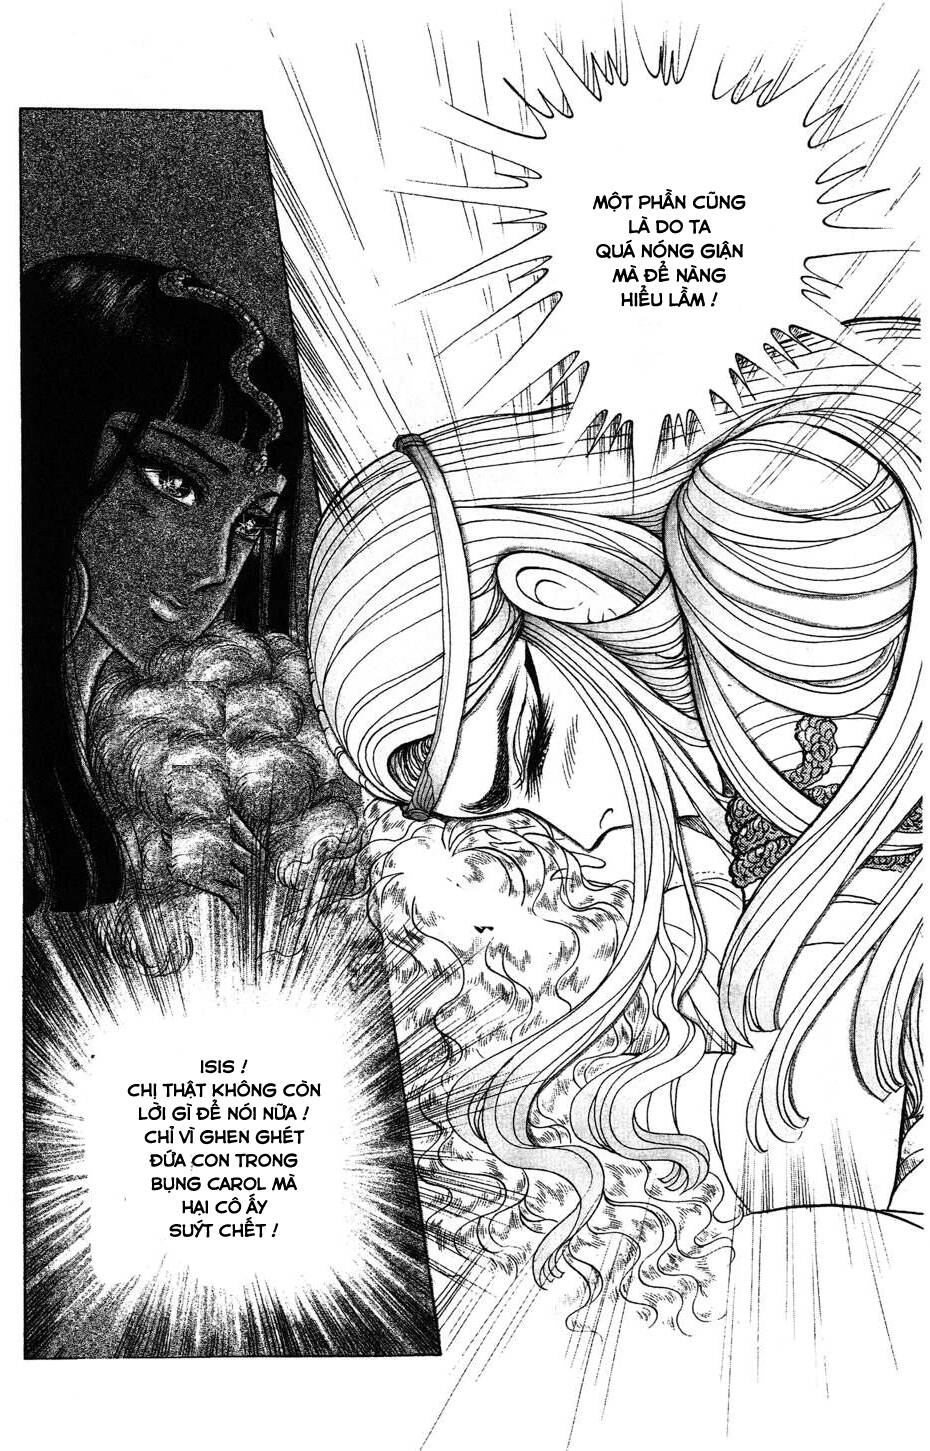 MỘT PHẦN CŨNG
LÀ DO TA
QUÁ NÓNG GIẬN
MÀ ĐỂ NÀNG
HIỂU LẦM !
ISIS !
CHỊ THẬT KHÔNG CÒN
LỜI GÌ ĐỂ NÓI NỮA !
CHỈ VÌ GHEN GHÉT
ĐỨA CON TRONG
BỤNG CAROL MÀ
HẠI CÔ ẤY
SUÝT CHẾT !